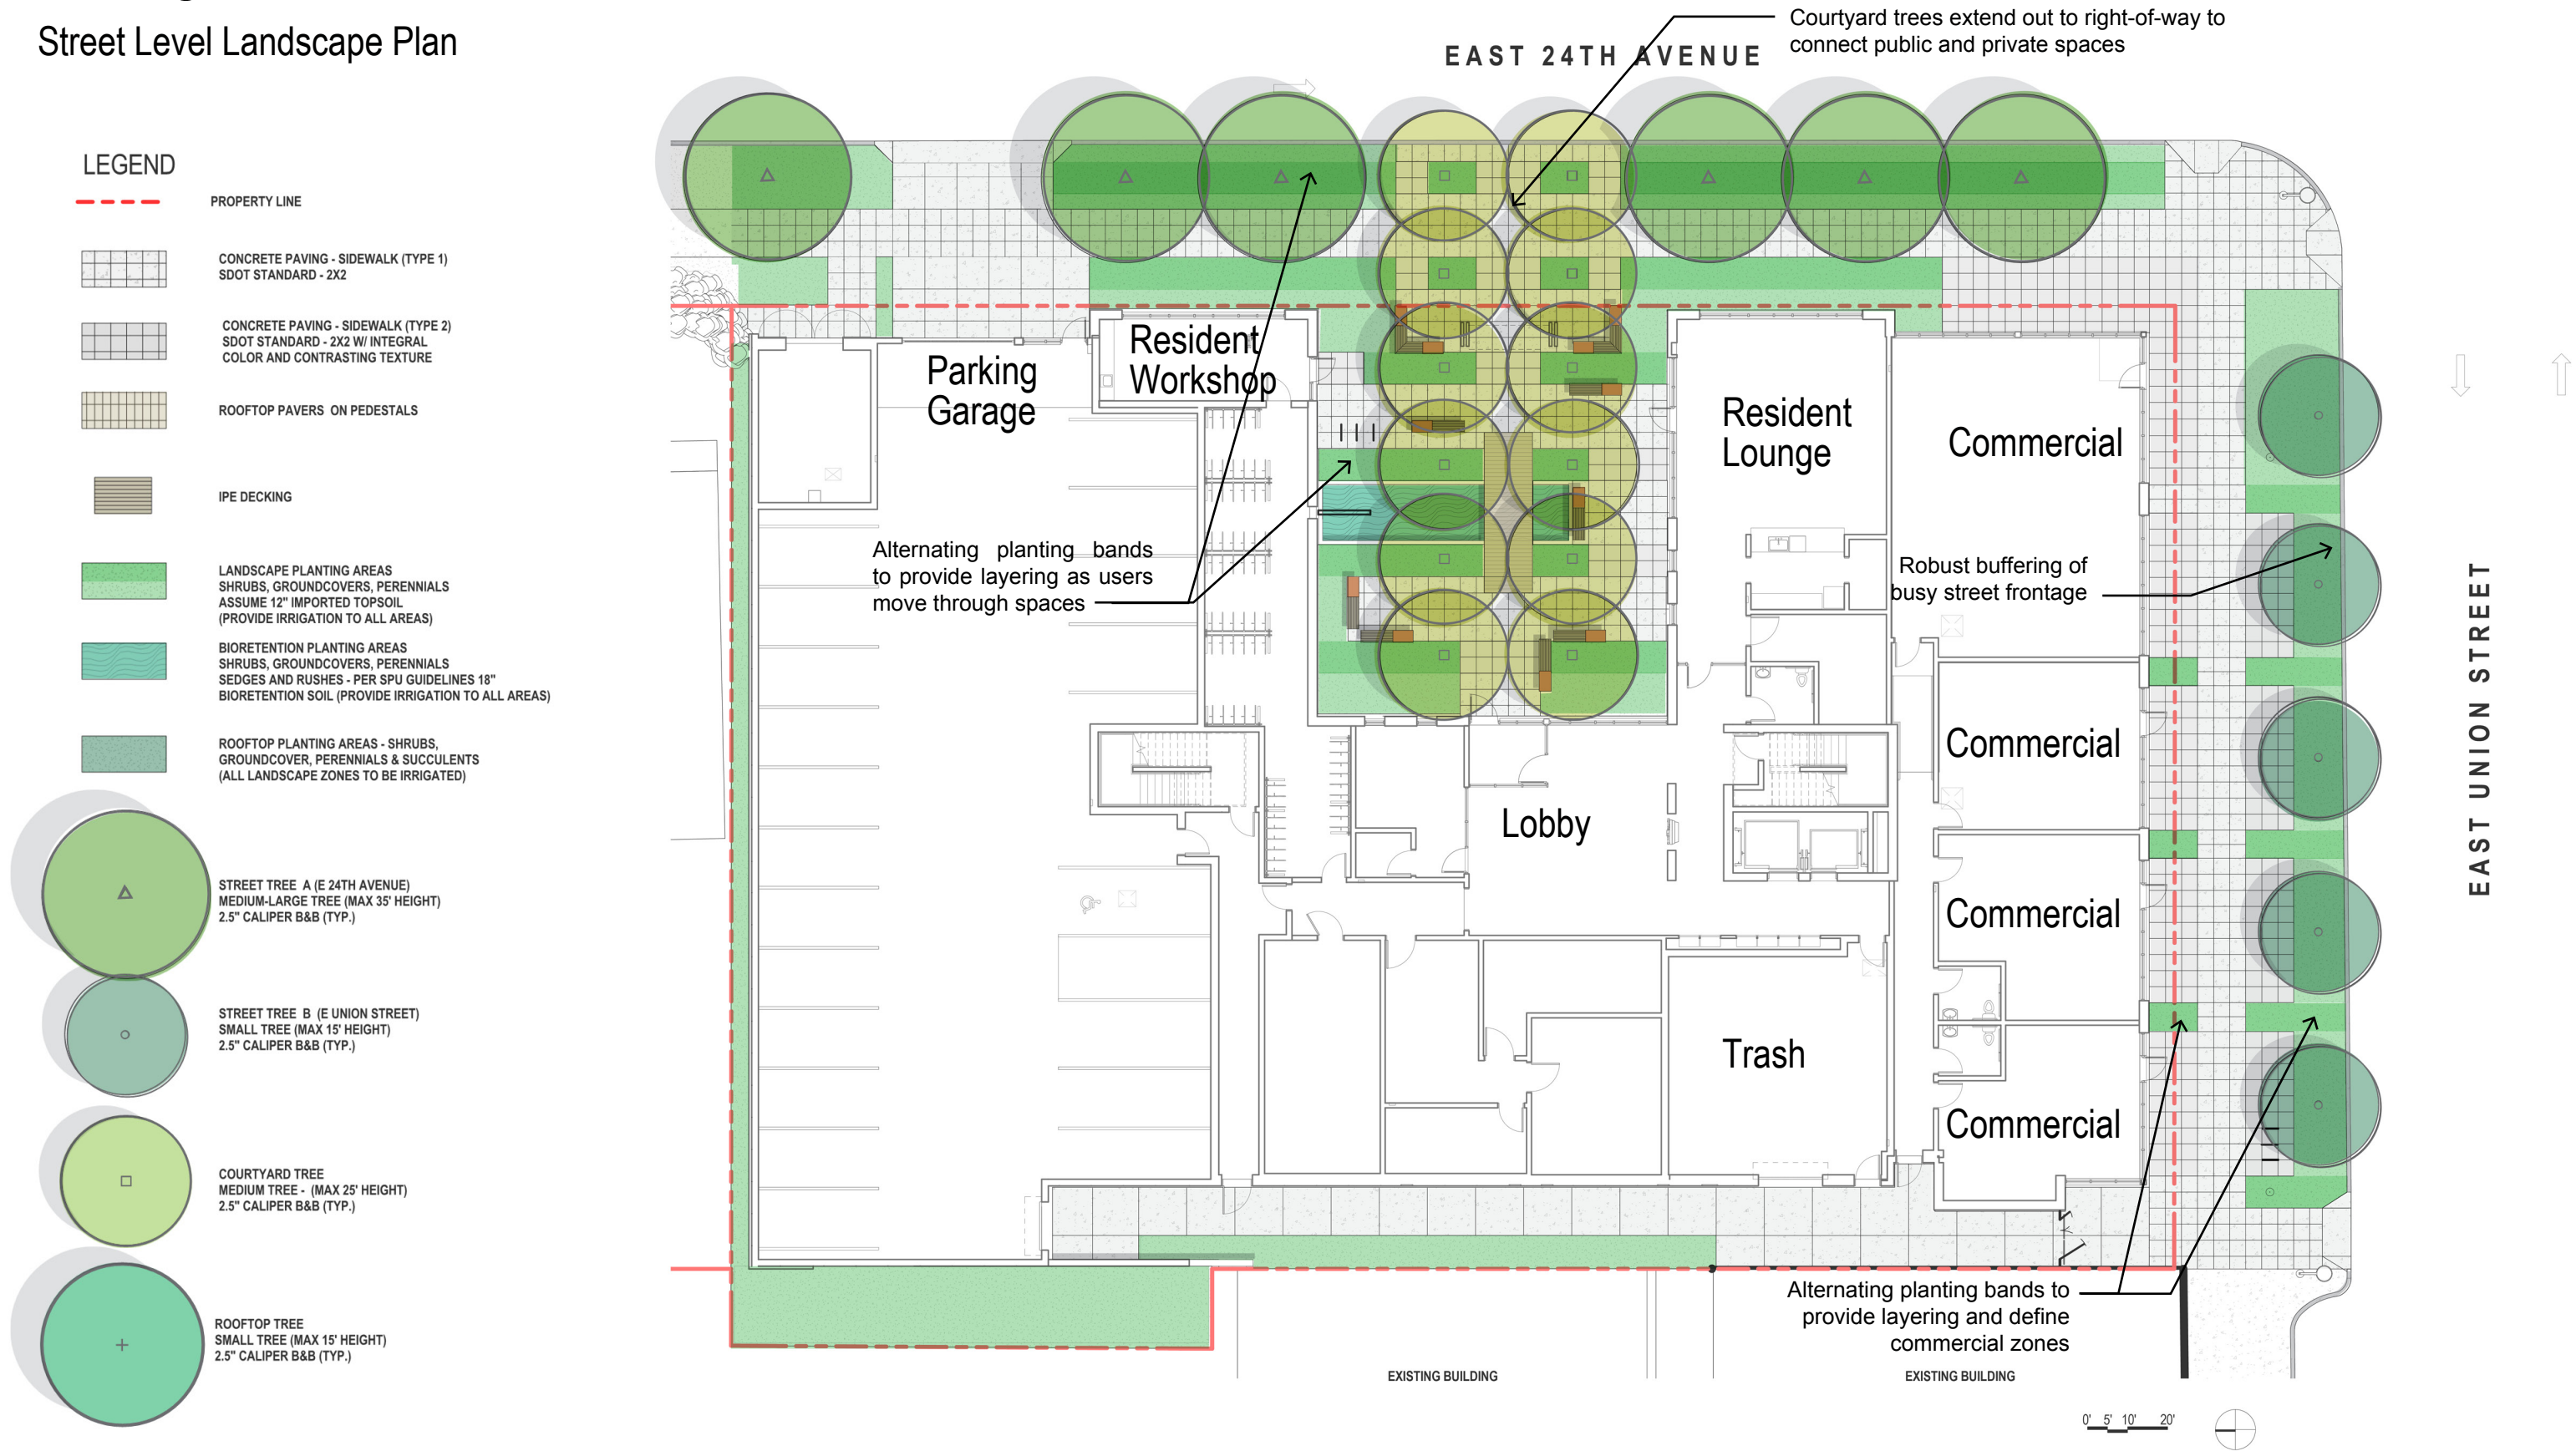 Street Level Landscape Plan
LEGEND
PROPERTY LINE
CONCRETE PAVING - SIDEWALK (TYPE 1)
SDOT STANDARD - 2X2
CONCRETE PAVING - SIDEWALK (TYPE 2)
SDOT STANDARD - 2X2 W/ INTEGRAL
COLOR AND CONTRASTING TEXTURE
ROOFTOP PAVERS ON PEDESTALS
IPE DECKING
LANDSCAPE PLANTING AREAS
SHRUBS, GROUNDCOVERS, PERENNIALS
ASSUME 12" IMPORTED TOPSOIL
(PROVIDE IRRIGATION TO ALL AREAS)
BIORETENTION PLANTING AREAS
SHRUBS, GROUNDCOVERS, PERENNIALS
SEDGES AND RUSHES - PER SPU GUIDELINES 18"
BIORETENTION SOIL (PROVIDE IRRIGATION TO ALL AREAS)
ROOFTOP PLANTING AREAS - SHRUBS,
GROUNDCOVER, PERENNIALS & SUCCULENTS
(ALL LANDSCAPE ZONES TO BE IRRIGATED)
STREET TREE A (E 24TH AVENUE)
MEDIUM-LARGE TREE (MAX 35' HEIGHT)
2.5" CALIPER B&B (TYP.)
STREET TREE B (E UNION STREET)
SMALL TREE (MAX 15' HEIGHT)
2.5" CALIPER B&B (TYP.)
COURTYARD TREE
MEDIUM TREE - (MAX 25' HEIGHT)
2.5" CALIPER B&B (TYP.)
ROOFTOP TREE
SMALL TREE (MAX 15' HEIGHT)
2.5" CALIPER B&B (TYP.)
EAST 24TH AVENUE
Courtyard trees extend out to right-of-way to
connect public and private spaces
Parking
Garage
Resident
Workshop
Resident
Lounge
Commercial
Alternating planting bands
to provide layering as users
move through spaces
Robust buffering of
busy street frontage
EAST UNION STREET
Commercial
Lobby
Commercial
Trash
Commercial
Alternating planting bands to
provide layering and define
commercial zones
EXISTING BUILDING
EXISTING BUILDING
0' 5' 10' 20'